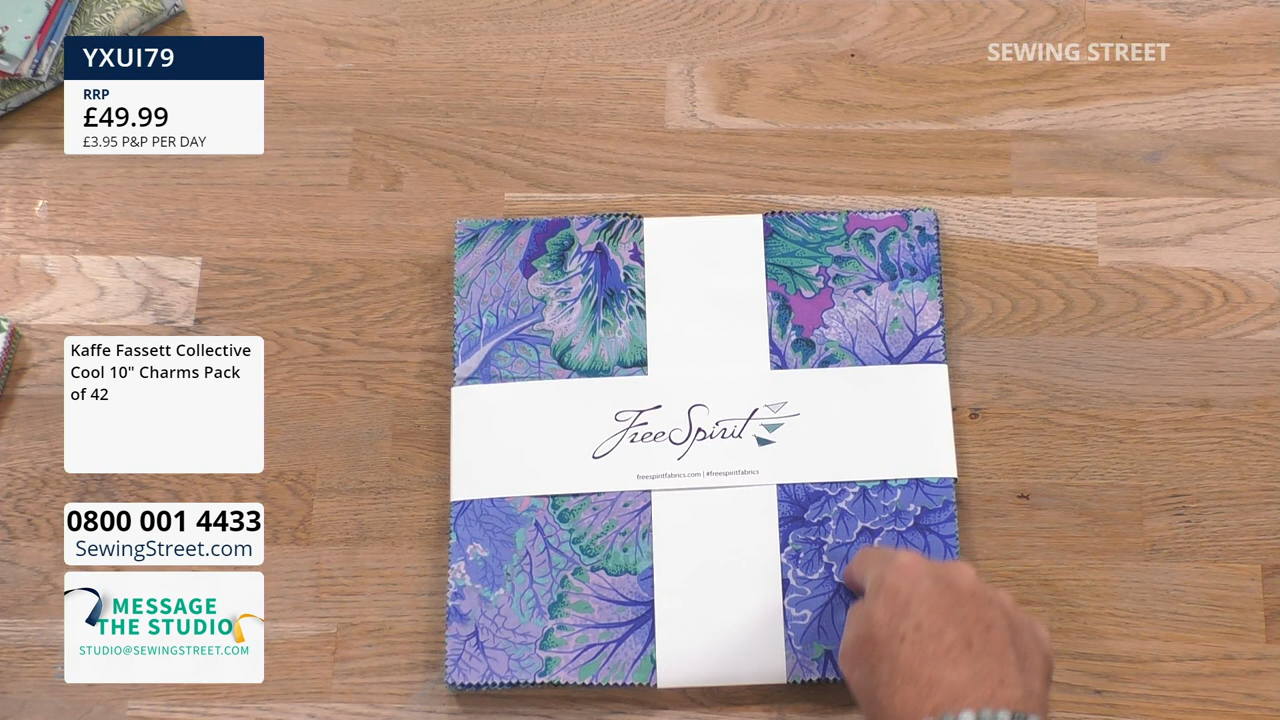 YXUI79
RRP
£49.99
£3.95 P&P PER DAY
SEWING STREET
Kaffe Fassett Collective
Cool 10" Charms Pack
of 42
FreeSpirit
freespiritfabrics.com | #freespiritfabrics
0800 001 4433
SewingStreet.com
MESSAGE
THE STUDIO
STUDIO@SEWINGSTREET.COM